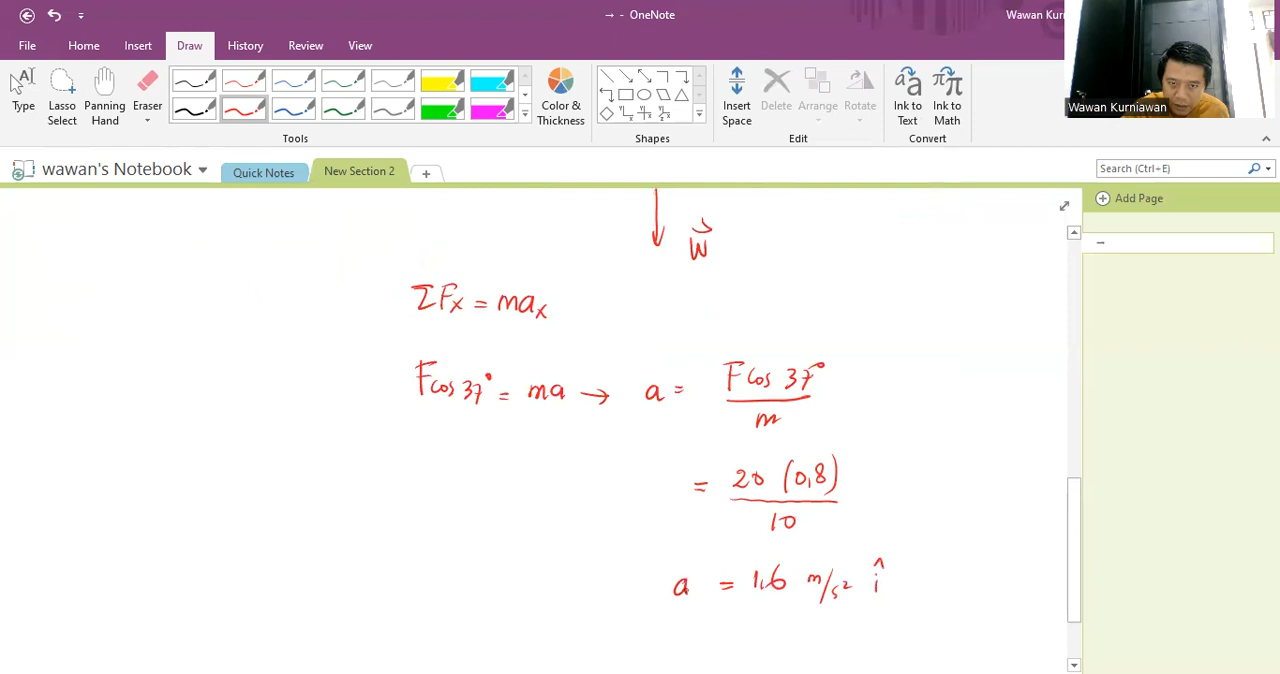 → - OneNote
Wawan Kur
File Home Insert Draw History Review View
Wawan Kurniawan
Type
Lasso Select
Panning Hand
Eraser
Color & Thickness
Insert Space
Delete
Arrange
Rotate
Ink to Text
Ink to Math
Tools
Shapes
Edit
Convert
wawan's Notebook
Quick Notes
New Section 2
Search (Ctrl+E)
Add Page
→
W⃗
ΣFx = max
F cos 37° = ma → a = F cos 37° / m
= 20 (0,8) / 10
a = 1,6 m/s² î